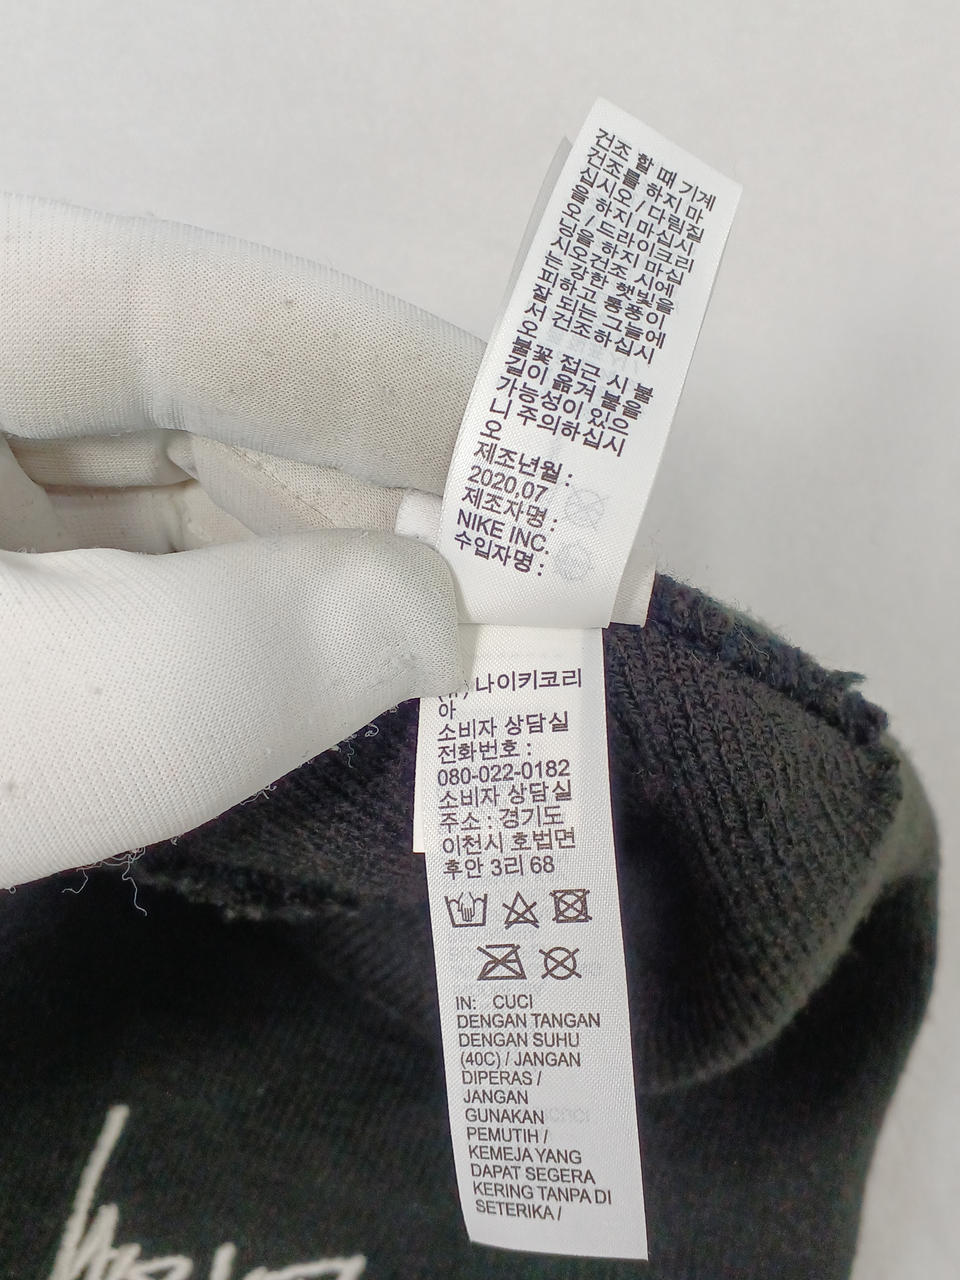 건조 할 때 기계
건조를 하지 마
십시오 / 다림질
을 하지 마십시
오 / 드라이크리
닝을 하지 마십
시오건조 시에
는 강한 햇빛을
피하고 통풍이
잘 되는 그늘에
서 건조하십시
오
불꽃 접근 시 불
길이 옮겨 붙을
가능성이 있으
니 주의하십시
오
제조년월 :
2020,07
제조자명 :
NIKE INC.
수입자명 :
나이키코리
아
소비자 상담실
전화번호 :
080-022-0182
소비자 상담실
주소 : 경기도
이천시 호법면
후안 3리 68
IN: CUCI
DENGAN TANGAN
DENGAN SUHU
(40C) / JANGAN
DIPERAS /
JANGAN
GUNAKAN
PEMUTIH /
KEMEJA YANG
DAPAT SEGERA
KERING TANPA DI
SETERIKA /